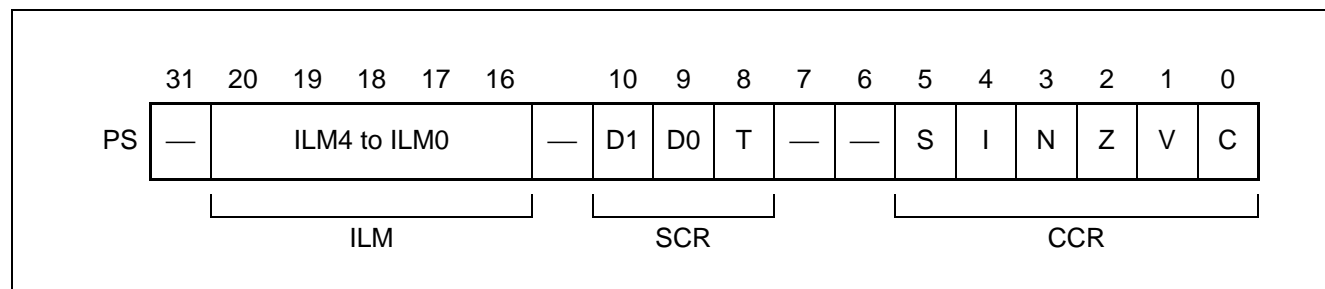 31 20 19 18 17 16 10 9 8 7 6 5 4 3 2 1 0
PS — ILM4 to ILM0 — D1 D0 T — — S I N Z V C
ILM SCR CCR